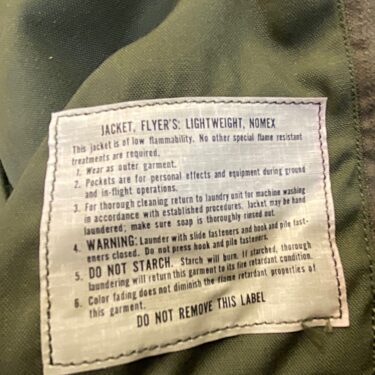 JACKET, FLYER'S: LIGHTWEIGHT, NOMEX
This jacket is of low flammability. No other special flame resistant
treatments are required.
1. Wear as outer garment.
2. Pockets are for personal effects and equipment during ground
and in-flight operations.
3. For thorough cleaning return to laundry unit for machine washing
in accordance with established procedures. Jacket may be hand
laundered; make sure soap is thoroughly rinsed out.
4. WARNING: Launder with slide fasteners and hook and pile fast-
eners closed. Do not press hook and pile fasteners.
5. DO NOT STARCH. Starch will burn. If starched, thorough
laundering will return this garment to its fire retardant condition.
6. Color fading does not diminish the flame retardant properties of
this garment.
DO NOT REMOVE THIS LABEL